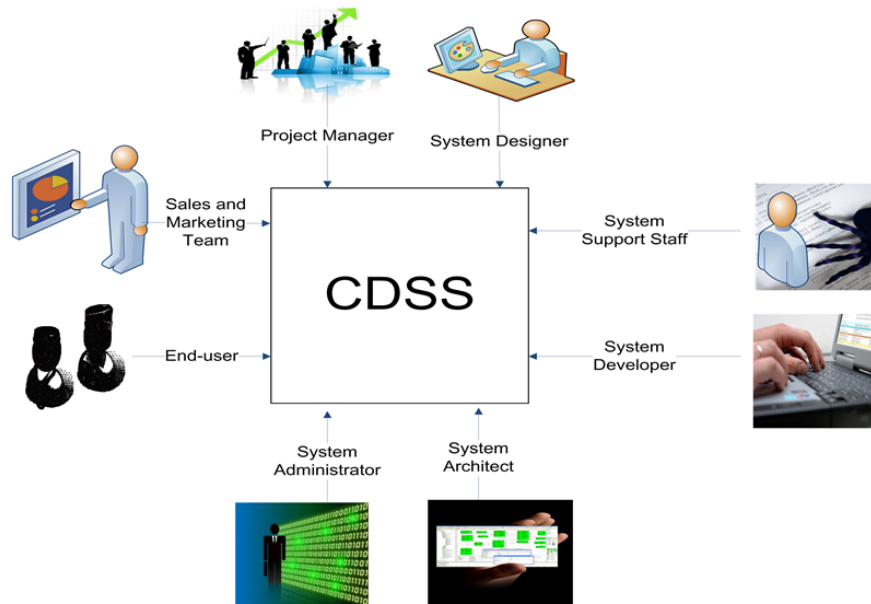 Project Manager
System Designer
Sales and
Marketing
Team
System
Support Staff
CDSS
End-user
System
Developer
System
Administrator
System
Architect